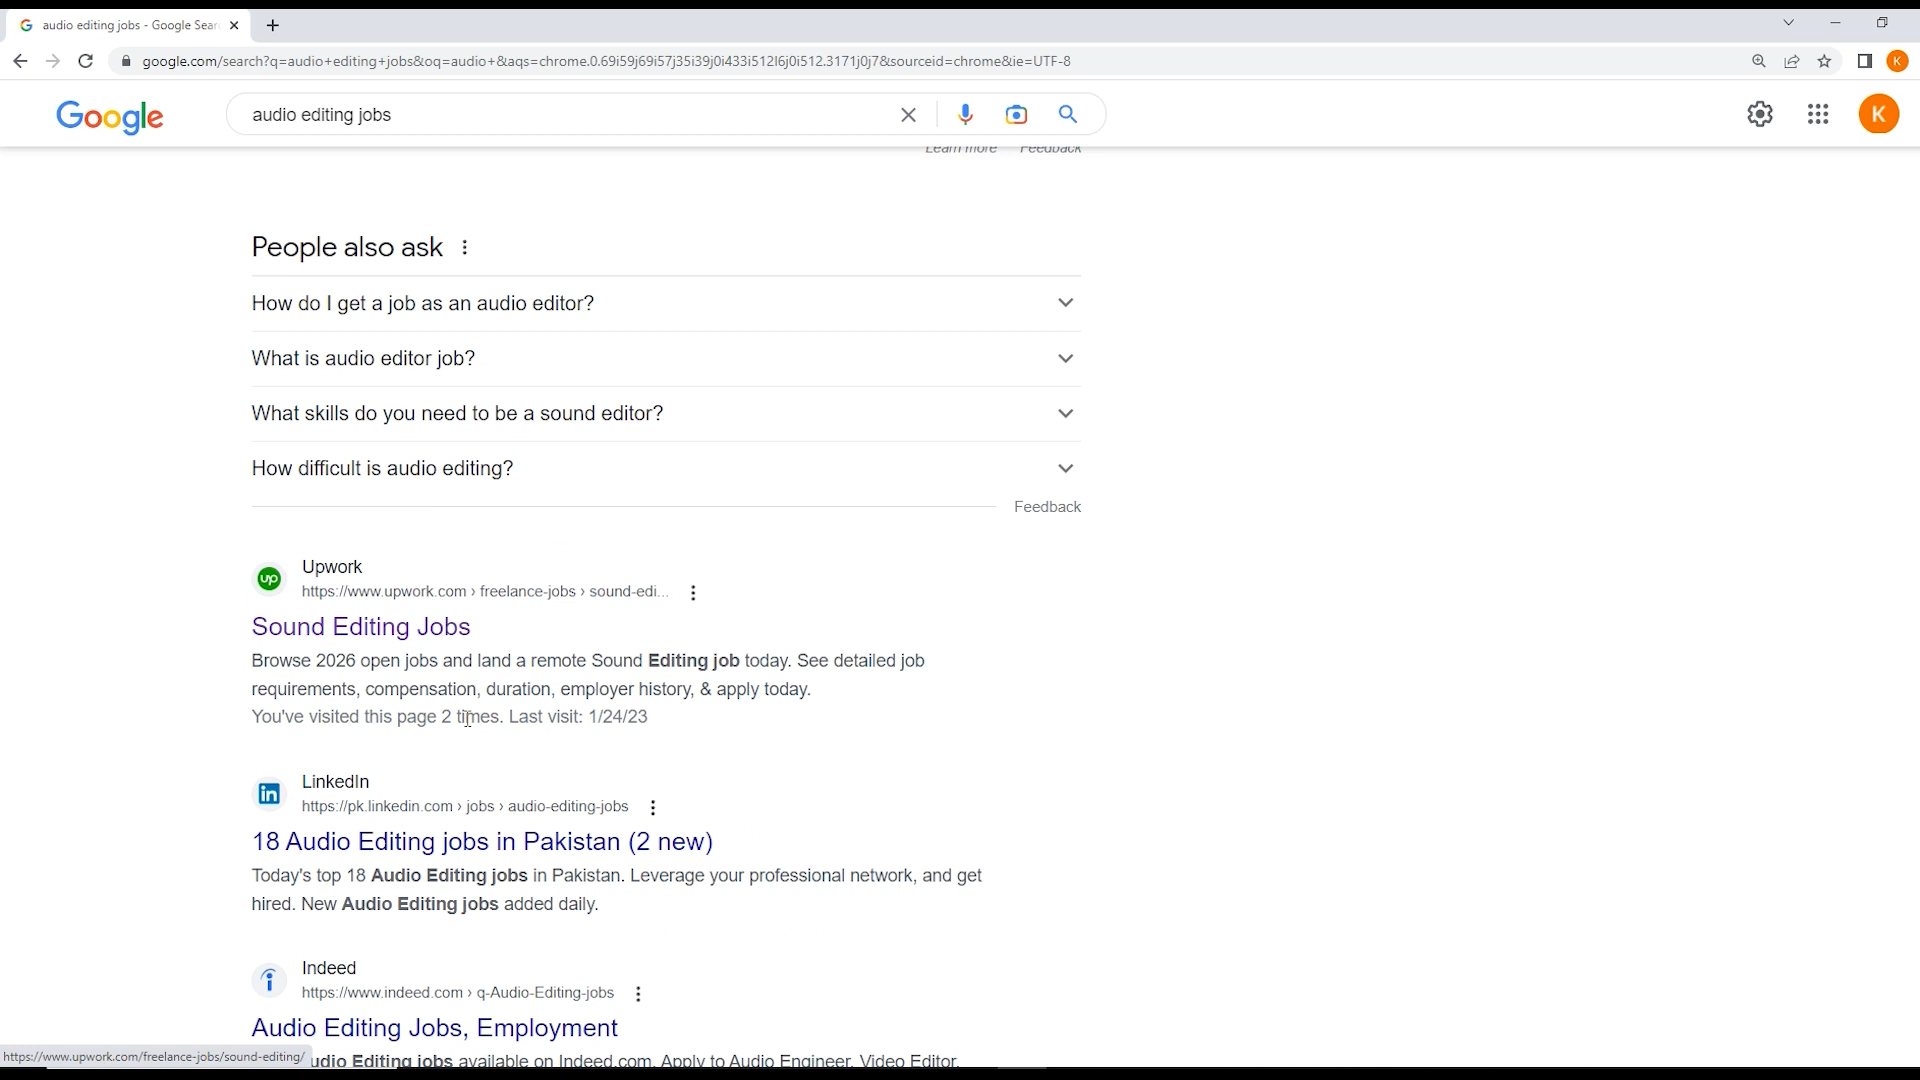 audio editing jobs - Google Sear
google.com/search?q=audio+editing+jobs&oq=audio+&aqs=chrome.0.69i59j69i57j35i39j0i433i512l6j0i512.3171j0j7&sourceid=chrome&ie=UTF-8
K
Google
audio editing jobs
K
Learn more Feedback
People also ask
How do I get a job as an audio editor?
What is audio editor job?
What skills do you need to be a sound editor?
How difficult is audio editing?
Feedback
up
Upwork
https://www.upwork.com › freelance-jobs › sound-edi...
Sound Editing Jobs
Browse 2026 open jobs and land a remote Sound Editing job today. See detailed job
requirements, compensation, duration, employer history, & apply today.
You've visited this page 2 times. Last visit: 1/24/23
in
LinkedIn
https://pk.linkedin.com › jobs › audio-editing-jobs
18 Audio Editing jobs in Pakistan (2 new)
Today's top 18 Audio Editing jobs in Pakistan. Leverage your professional network, and get
hired. New Audio Editing jobs added daily.
Indeed
https://www.indeed.com › q-Audio-Editing-jobs
Audio Editing Jobs, Employment
https://www.upwork.com/freelance-jobs/sound-editing/
Editing jobs available on Indeed.com. Apply to Audio Engineer, Video Editor,